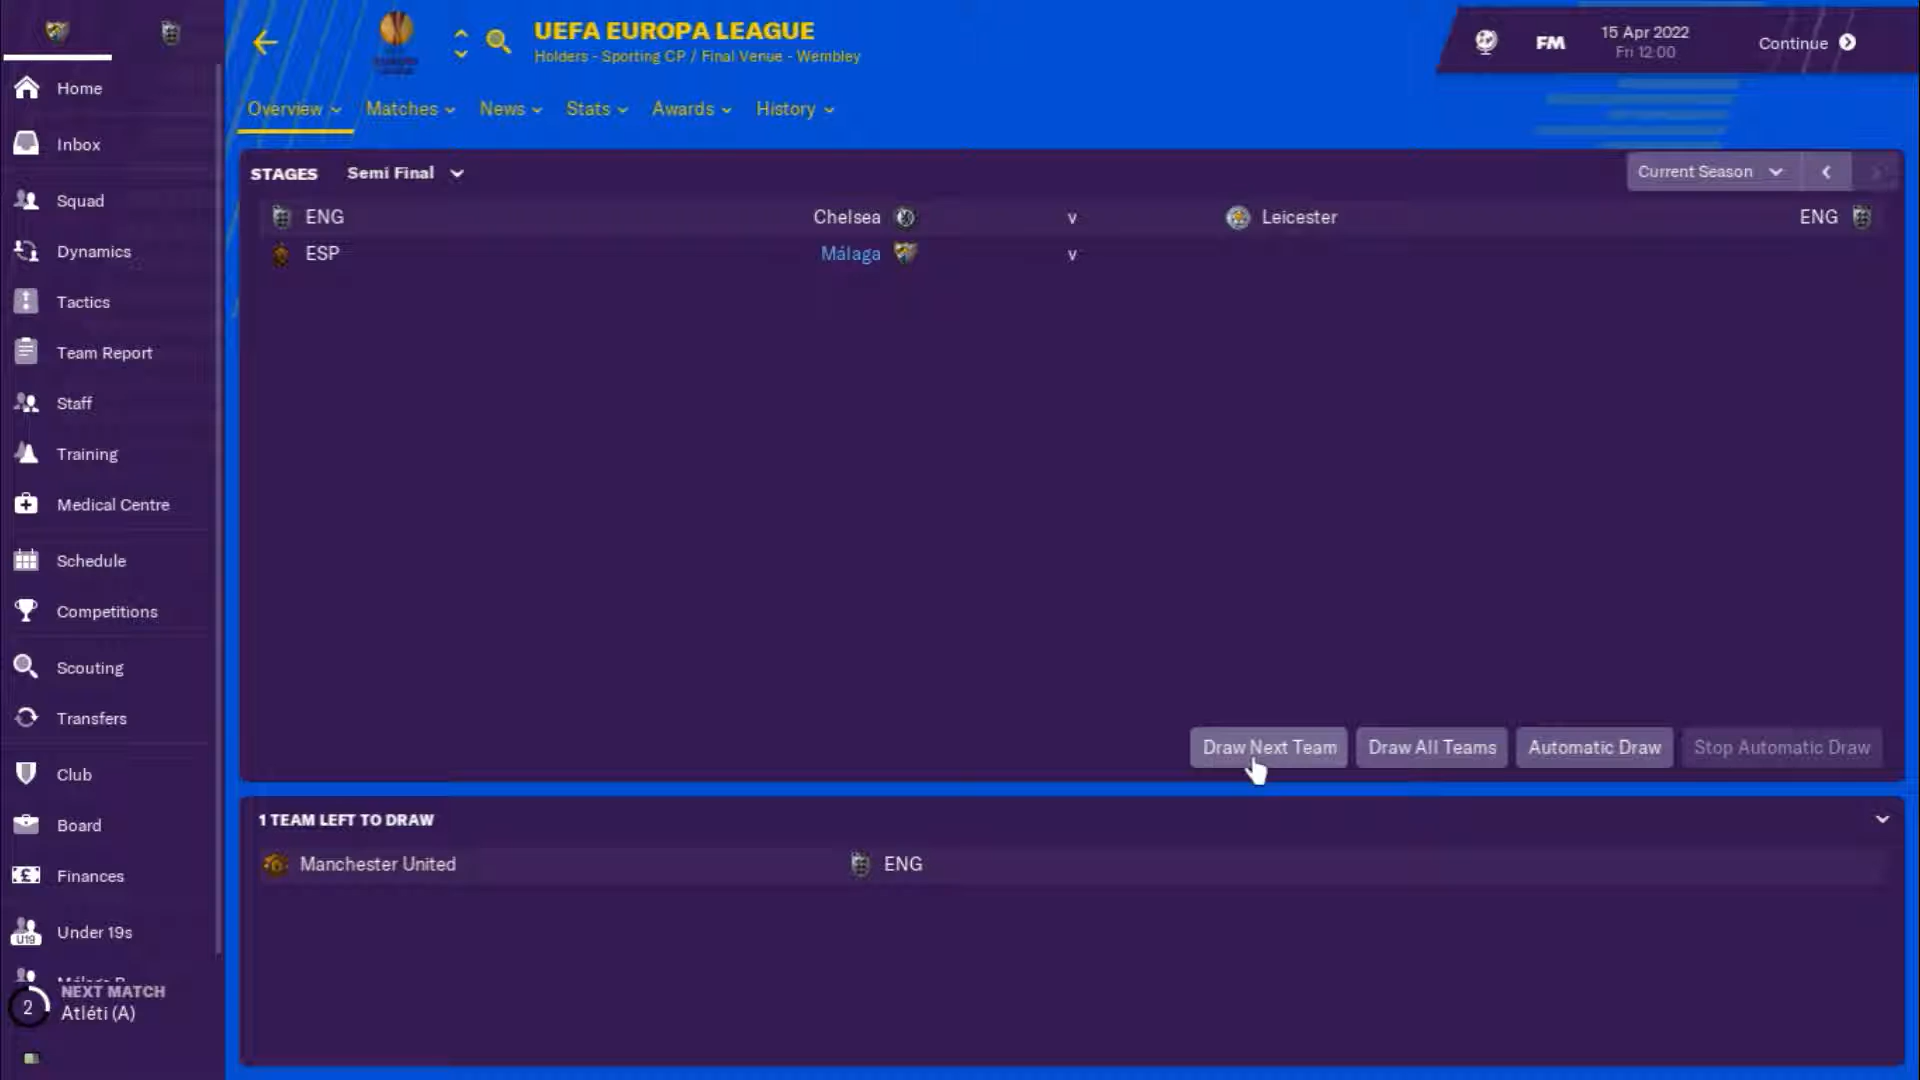 UEFA EUROPA LEAGUE
Holders - Sporting CP / Final Venue - Wembley
FM
15 Apr 2022
Fri 12:00
Continue
Overview
Matches
News
Stats
Awards
History
Home
Inbox
Squad
Dynamics
Tactics
Team Report
Staff
Training
Medical Centre
Schedule
Competitions
Scouting
Transfers
Club
Board
Finances
U19
Under 19s
2
NEXT MATCH
Atléti (A)
STAGES
Semi Final
Current Season
ENG Chelsea v Leicester ENG
ESP Málaga v
Draw Next Team
Draw All Teams
Automatic Draw
Stop Automatic Draw
1 TEAM LEFT TO DRAW
Manchester United ENG